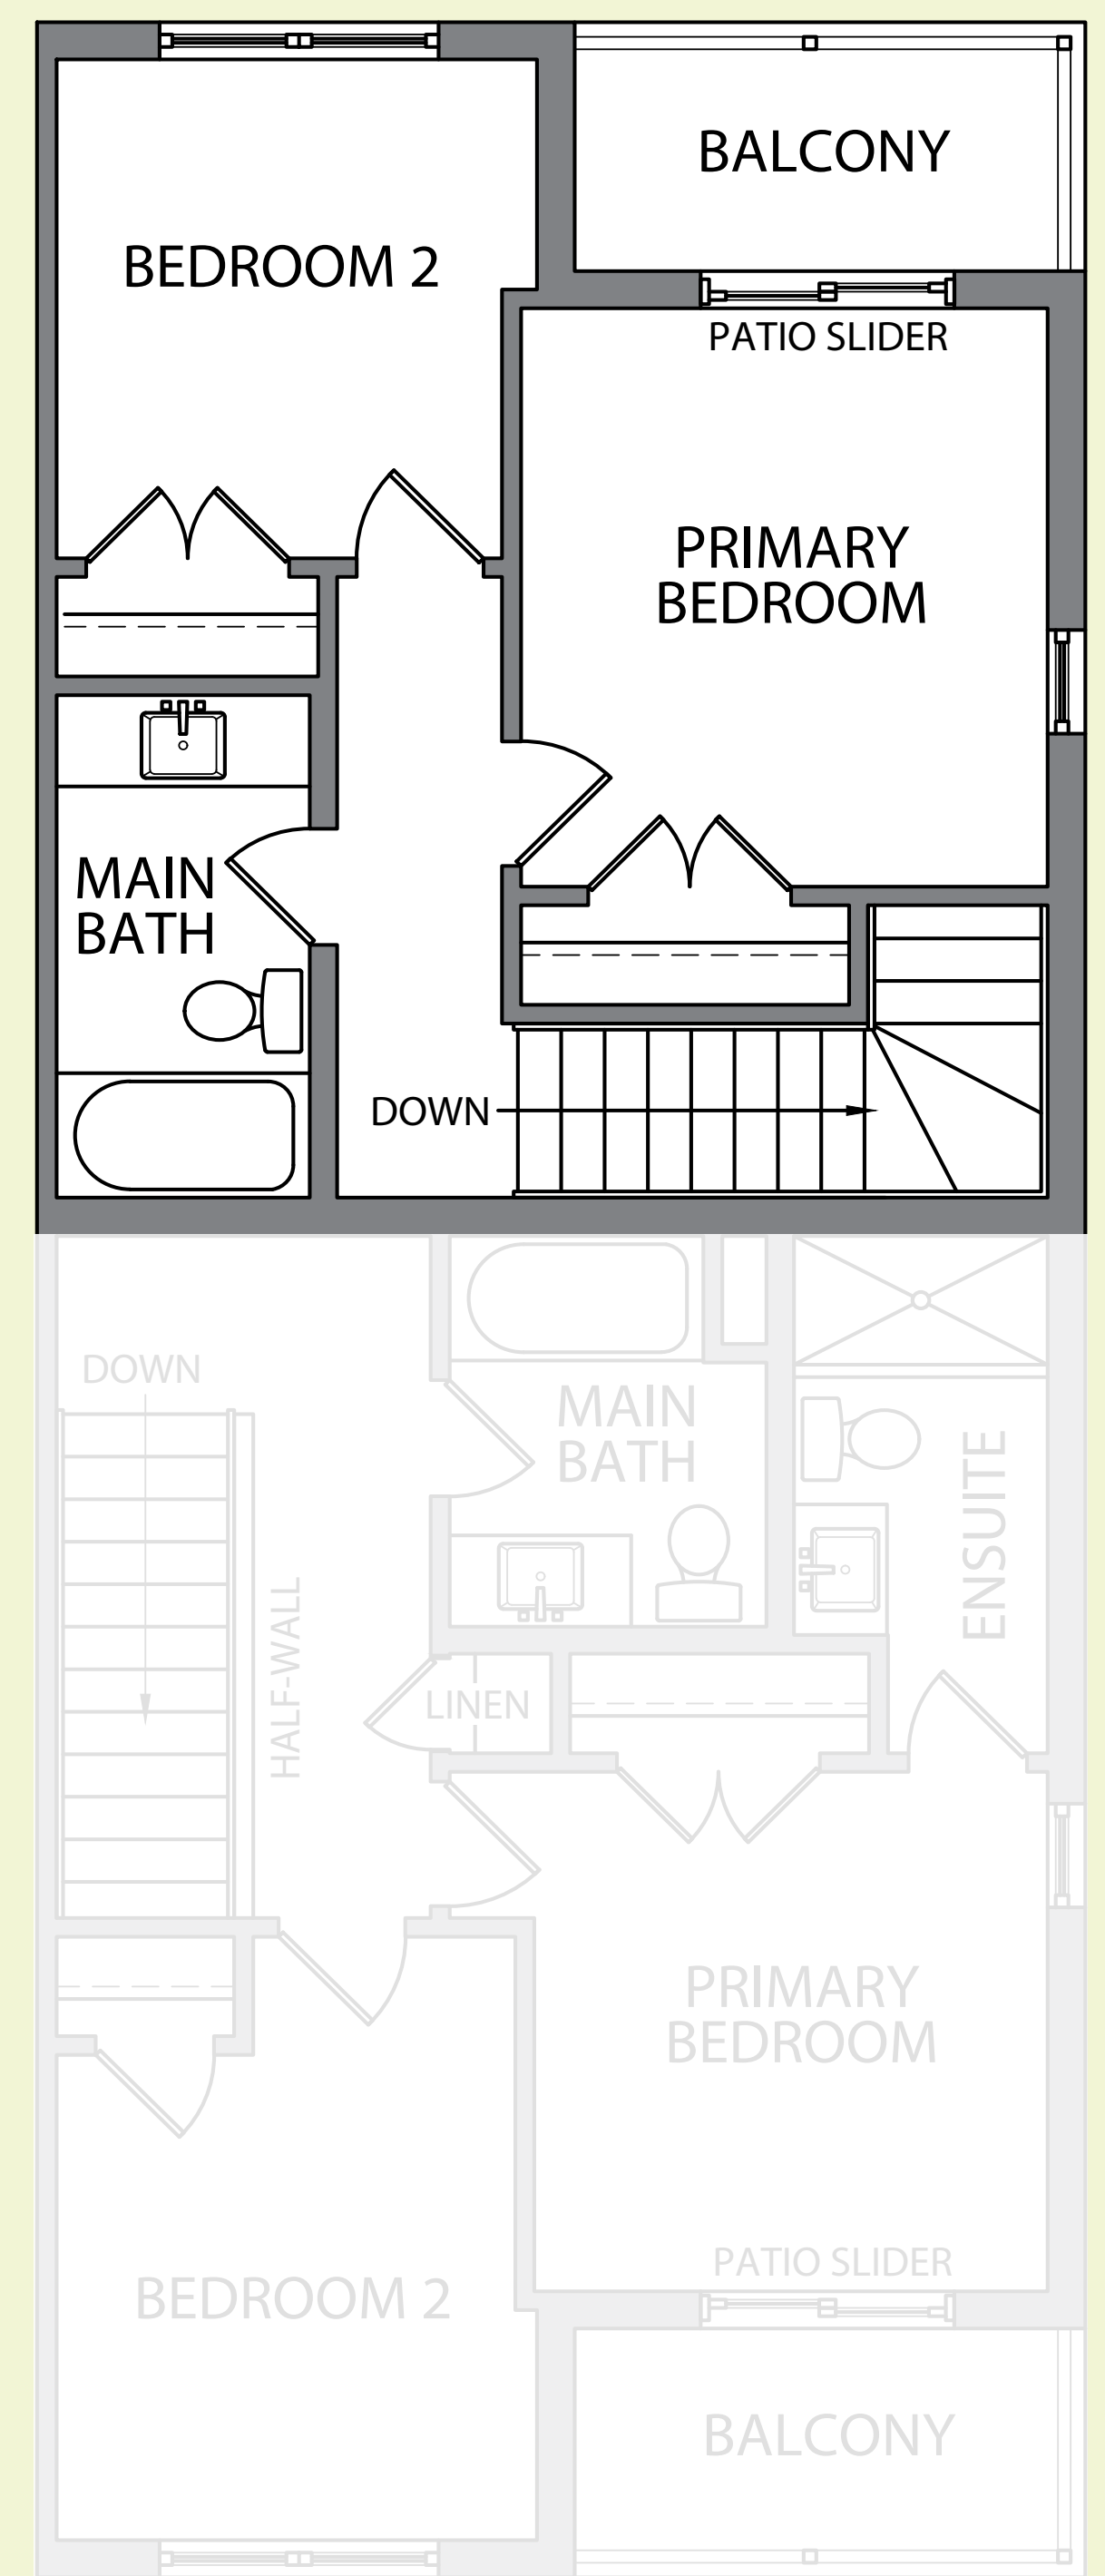 BALCONY
BEDROOM 2
PATIO SLIDER
PRIMARY
BEDROOM
MAIN
BATH
DOWN
DOWN
MAIN
BATH
ENSUITE
HALF-WALL
LINEN
PRIMARY
BEDROOM
PATIO SLIDER
BEDROOM 2
BALCONY